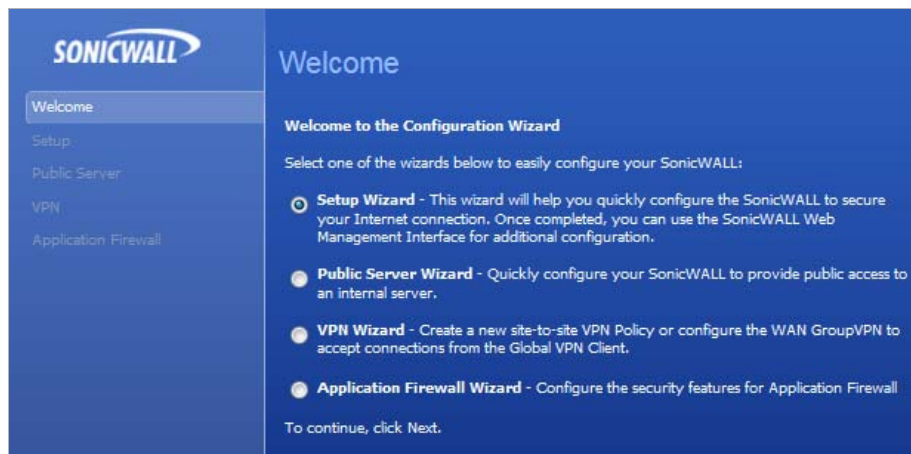 SONICWALL
Welcome
Setup
Public Server
VPN
Application Firewall
Welcome
Welcome to the Configuration Wizard
Select one of the wizards below to easily configure your SonicWALL:
Setup Wizard - This wizard will help you quickly configure the SonicWALL to secure
your Internet connection. Once completed, you can use the SonicWALL Web
Management Interface for additional configuration.
Public Server Wizard - Quickly configure your SonicWALL to provide public access to
an internal server.
VPN Wizard - Create a new site-to-site VPN Policy or configure the WAN GroupVPN to
accept connections from the Global VPN Client.
Application Firewall Wizard - Configure the security features for Application Firewall
To continue, click Next.